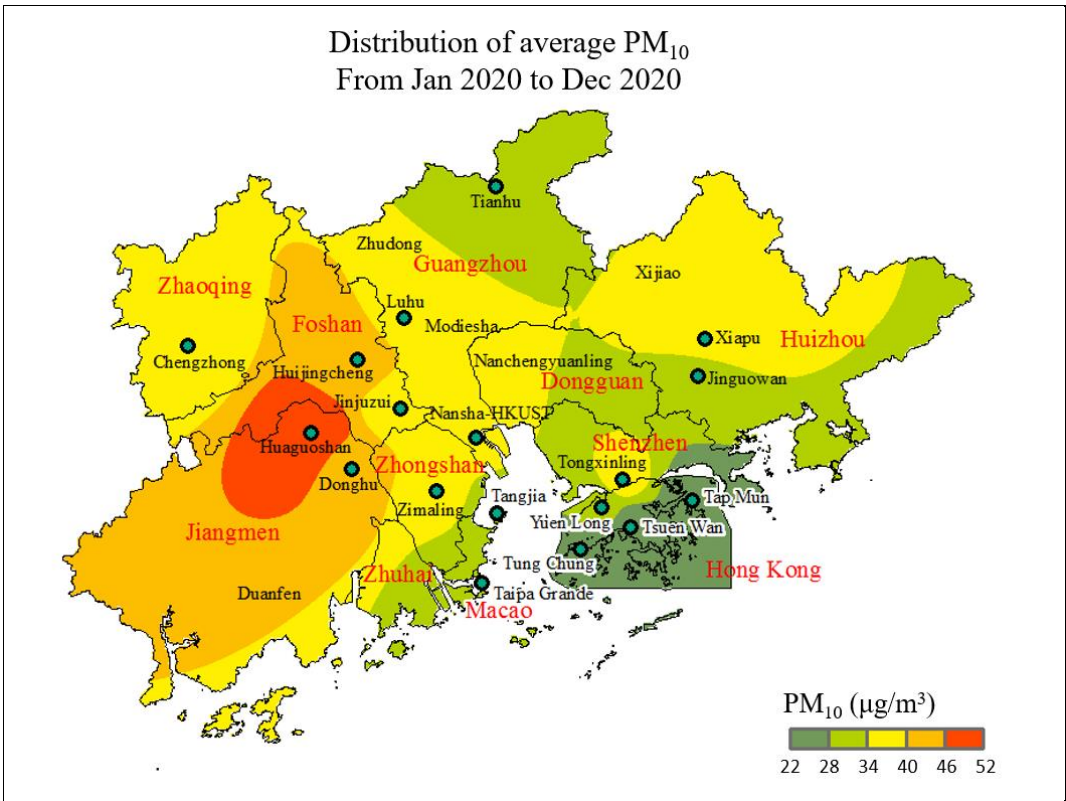 Distribution of average PM₁₀
From Jan 2020 to Dec 2020
Tianhu
Zhudong
Guangzhou
Xijiao
Zhaoqing
Luhu
Foshan
Modiesha
Xiapu
Huizhou
Chengzhong
Huijingcheng
Nanchengyuanling
Dongguan
Jinguowan
Jinjuzui
Nansha-HKUST
Huaguoshan
Shenzhen
Zhongshan
Tongxinling
Donghu
Zimaling
Tangjia
Tap Mun
Yuen Long
Tsuen Wan
Jiangmen
Tung Chung
Zhuhai
Hong Kong
Duanfen
Taipa Grande
Macao
PM₁₀ (µg/m³)
22 28 34 40 46 52